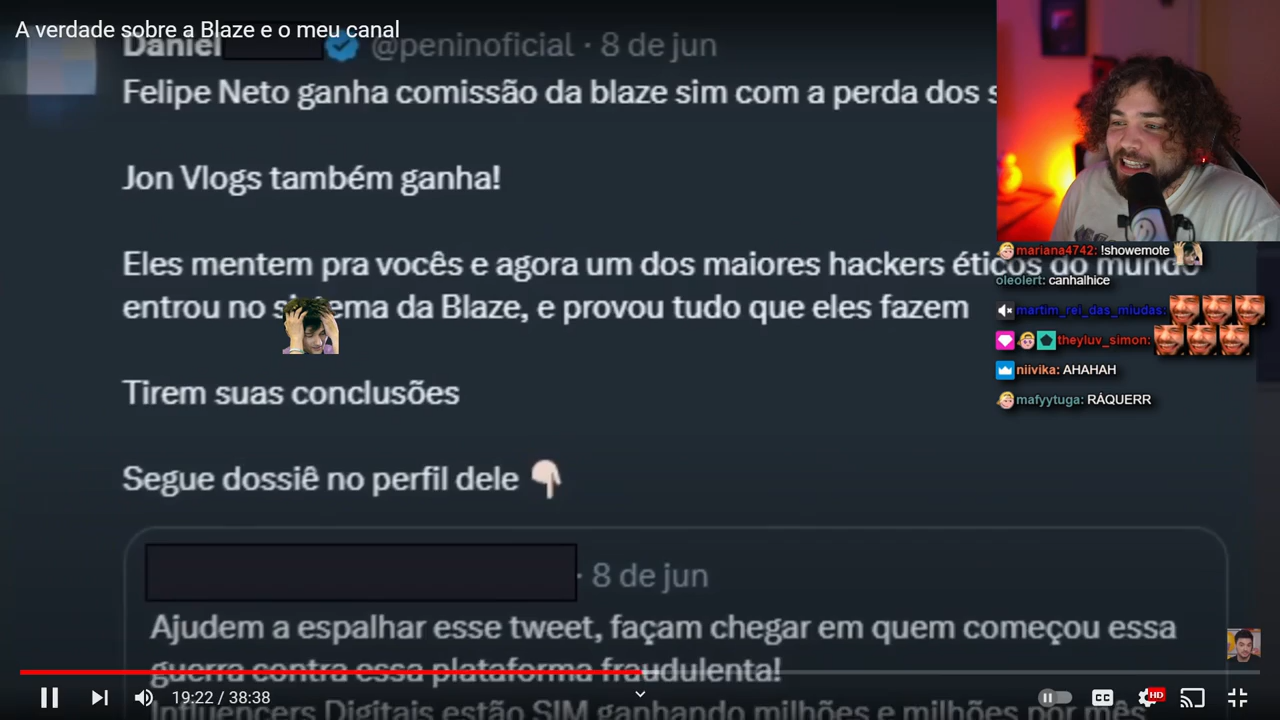 A verdade sobre a Blaze e o meu canal
Daniel @peninoficial · 8 de jun
Felipe Neto ganha comissão da blaze sim com a perda dos s
Jon Vlogs também ganha!
Eles mentem pra vocês e agora um dos maiores hackers éticos do mundo
entrou no sistema da Blaze, e provou tudo que eles fazem
Tirem suas conclusões
Segue dossiê no perfil dele 👇🏻
· 8 de jun
Ajudem a espalhar esse tweet, façam chegar em quem começou essa
guerra contra essa plataforma fraudulenta!
Influencers Digitais estão SIM ganhando milhões e milhões por mês
mariana4742: !showemote
oleolert: canhalhice
martim_rei_das_miudas:
theyluv_simon:
niivika: AHAHAH
mafyytuga: RÁQUERR
19:22 / 38:38
CC
HD